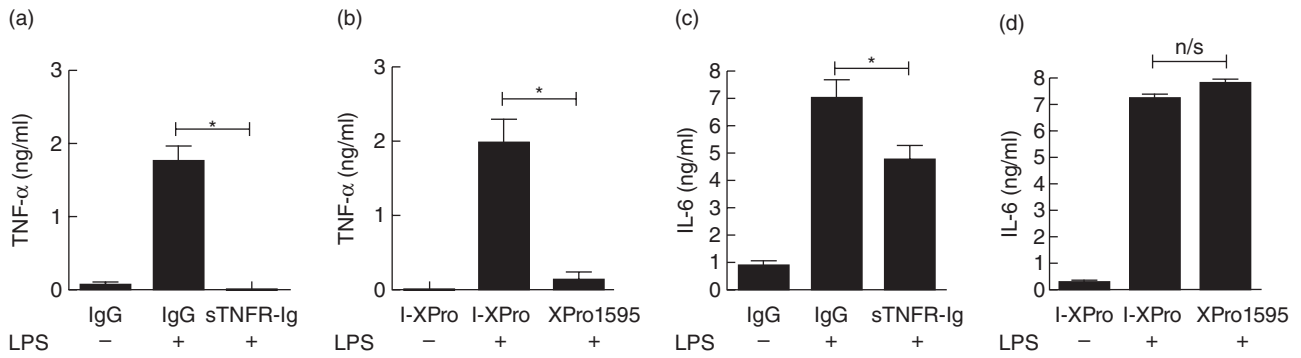 (a)
TNF-α (ng/ml)
3
2
1
0
*
IgG IgG sTNFR-Ig
LPS – + +
(b)
TNF-α (ng/ml)
3
2
1
0
*
I-XPro I-XPro XPro1595
– + +
(c)
IL-6 (ng/ml)
8
7
6
5
4
3
2
1
0
*
IgG IgG sTNFR-Ig
LPS – + +
(d)
IL-6 (ng/ml)
8
7
6
5
4
3
2
1
0
n/s
I-XPro I-XPro XPro1595
LPS – + +